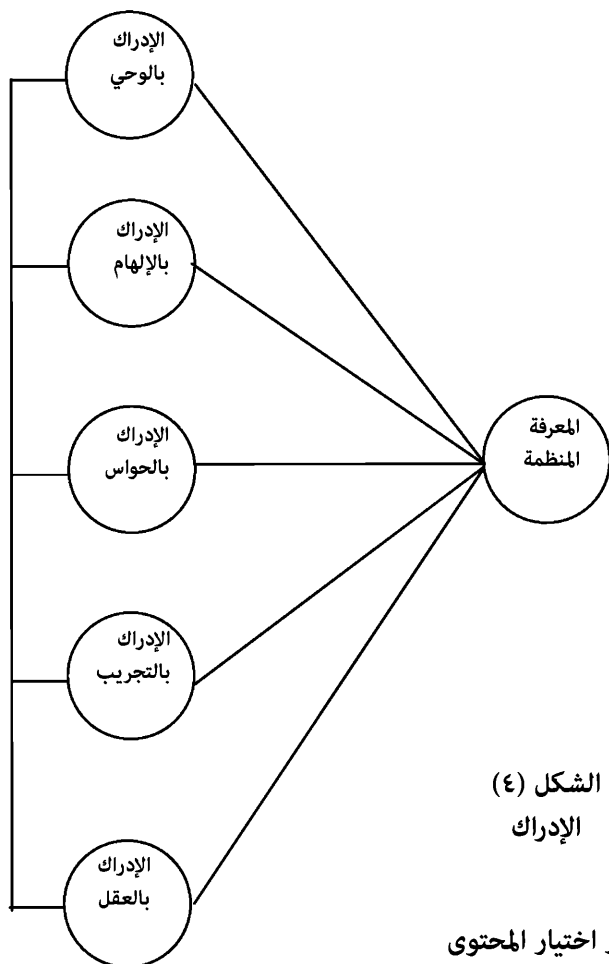 الإدراك
بالوحي
الإدراك
بالإلهام
الإدراك
بالحواس
المعرفة
المنظمة
الإدراك
بالتجريب
الشكل (٤)
الإدراك
الإدراك
بالعقل
اختيار المحتوى